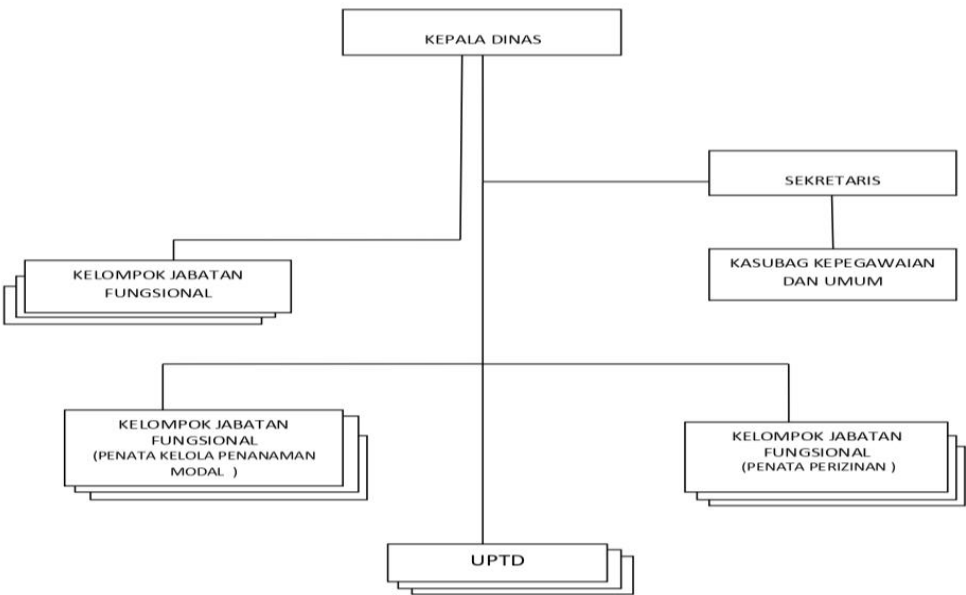 KEPALA DINAS
SEKRETARIS
KASUBAG KEPEGAWAIAN
DAN UMUM
KELOMPOK JABATAN
FUNGSIONAL
KELOMPOK JABATAN
FUNGSIONAL
(PENATA KELOLA PENANAMAN
MODAL )
KELOMPOK JABATAN
FUNGSIONAL
(PENATA PERIZINAN )
UPTD